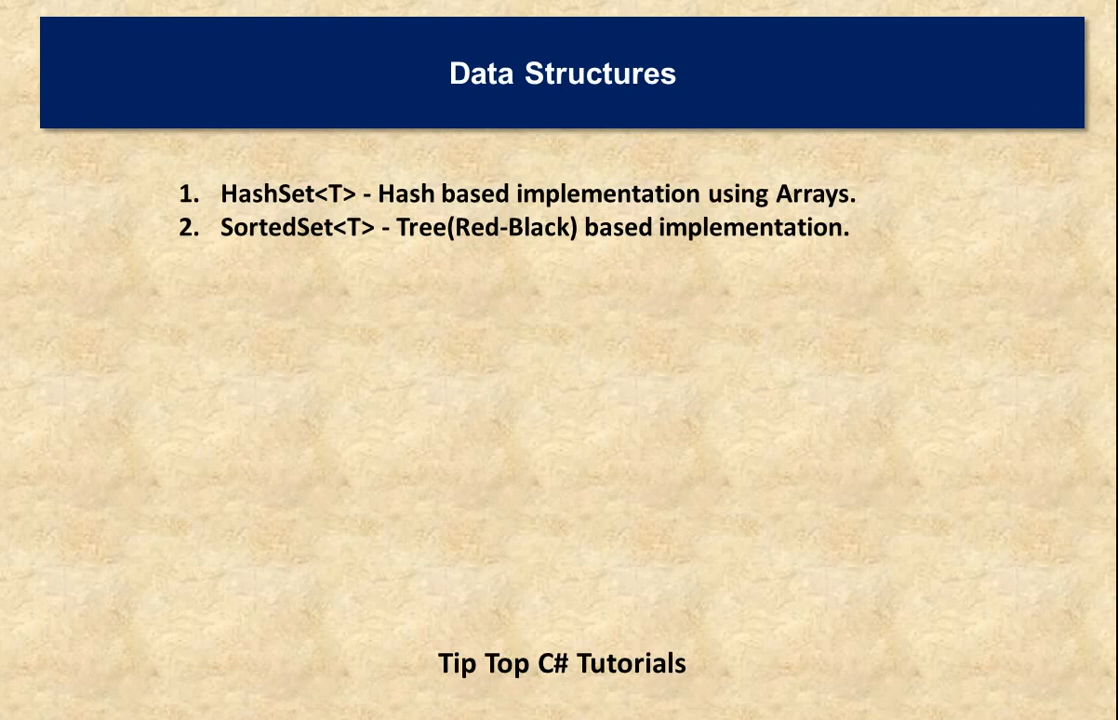 Data Structures
1. HashSet<T> - Hash based implementation using Arrays.
2. SortedSet<T> - Tree(Red-Black) based implementation.
Tip Top C# Tutorials